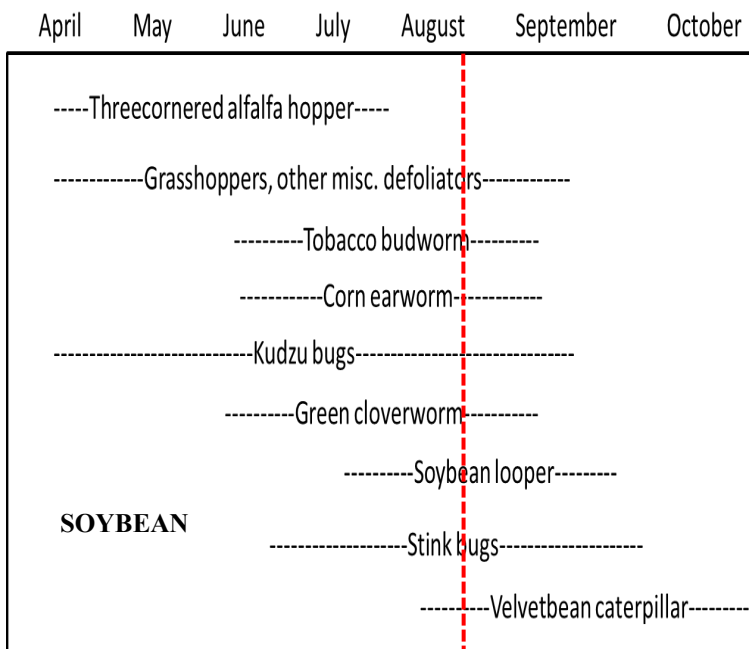 April May June July August September October
-----Threecornered alfalfa hopper-----
-------------Grasshoppers, other misc. defoliators-------------
----------Tobacco budworm----------
------------Corn earworm-------------
-----------------------------Kudzu bugs--------------------------------
----------Green cloverworm-----------
----------Soybean looper---------
SOYBEAN
--------------------Stink bugs---------------------
----------Velvetbean caterpillar---------